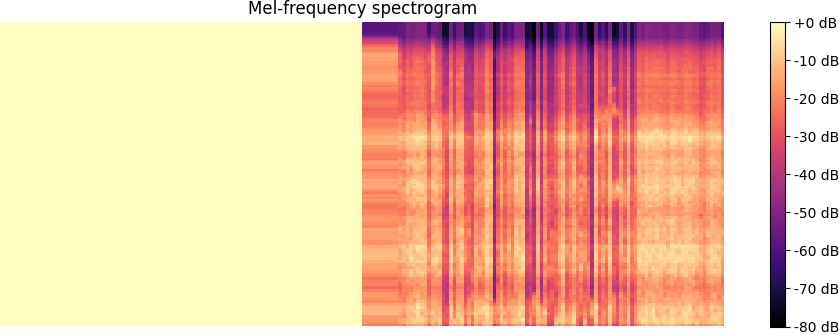 Mel-frequency spectrogram
+0 dB
-10 dB
-20 dB
-30 dB
-40 dB
-50 dB
-60 dB
-70 dB
-80 dB